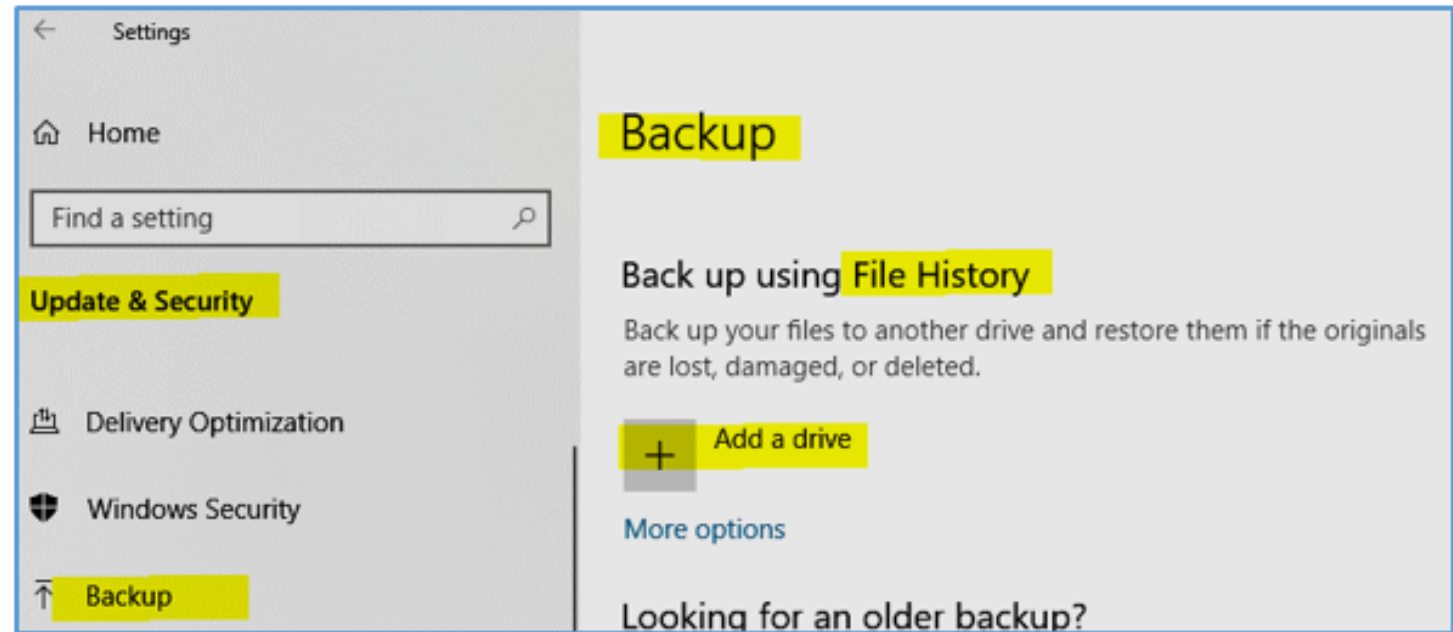 Settings
Home
Find a setting
Update & Security
Delivery Optimization
Windows Security
Backup
Backup
Back up using File History
Back up your files to another drive and restore them if the originals
are lost, damaged, or deleted.
Add a drive
More options
Looking for an older backup?